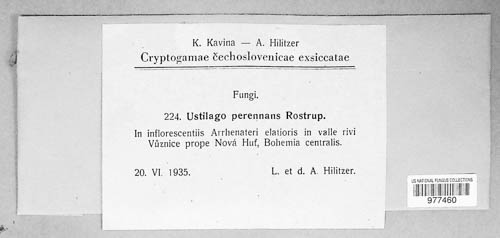 K. Kavina — A. Hilitzer
Cryptogamae čechoslovenicae exsiccatae
Fungi.
224. Ustilago perennans Rostrup.
In inflorescentiis Arrhenateri elatioris in valle rivi
Vůznice prope Nová Huť, Bohemia centralis.
20. VI. 1935. L. et d. A. Hilitzer.
US NATIONAL FUNGUS COLLECTIONS
977460